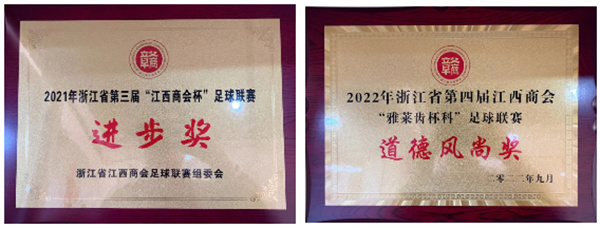 赣
2021年浙江省第三届“江西商会杯”足球联赛
进步奖
浙江省江西商会足球联赛组委会
赣
2022年浙江省第四届江西商会
“雅莱齿杯科”足球联赛
道德风尚奖
二〇二二年九月